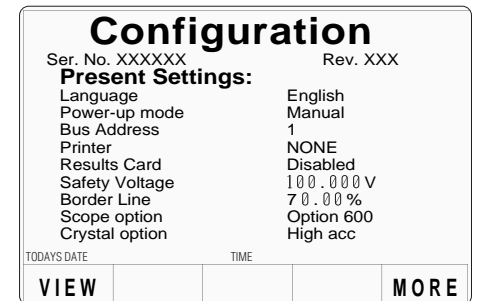 Configuration
Ser. No. XXXXXX Rev. XXX
Present Settings:
Language English
Power-up mode Manual
Bus Address 1
Printer NONE
Results Card Disabled
Safety Voltage 100.000 V
Border Line 70.00 %
Scope option Option 600
Crystal option High acc
TODAYS DATE TIME
VIEW MORE